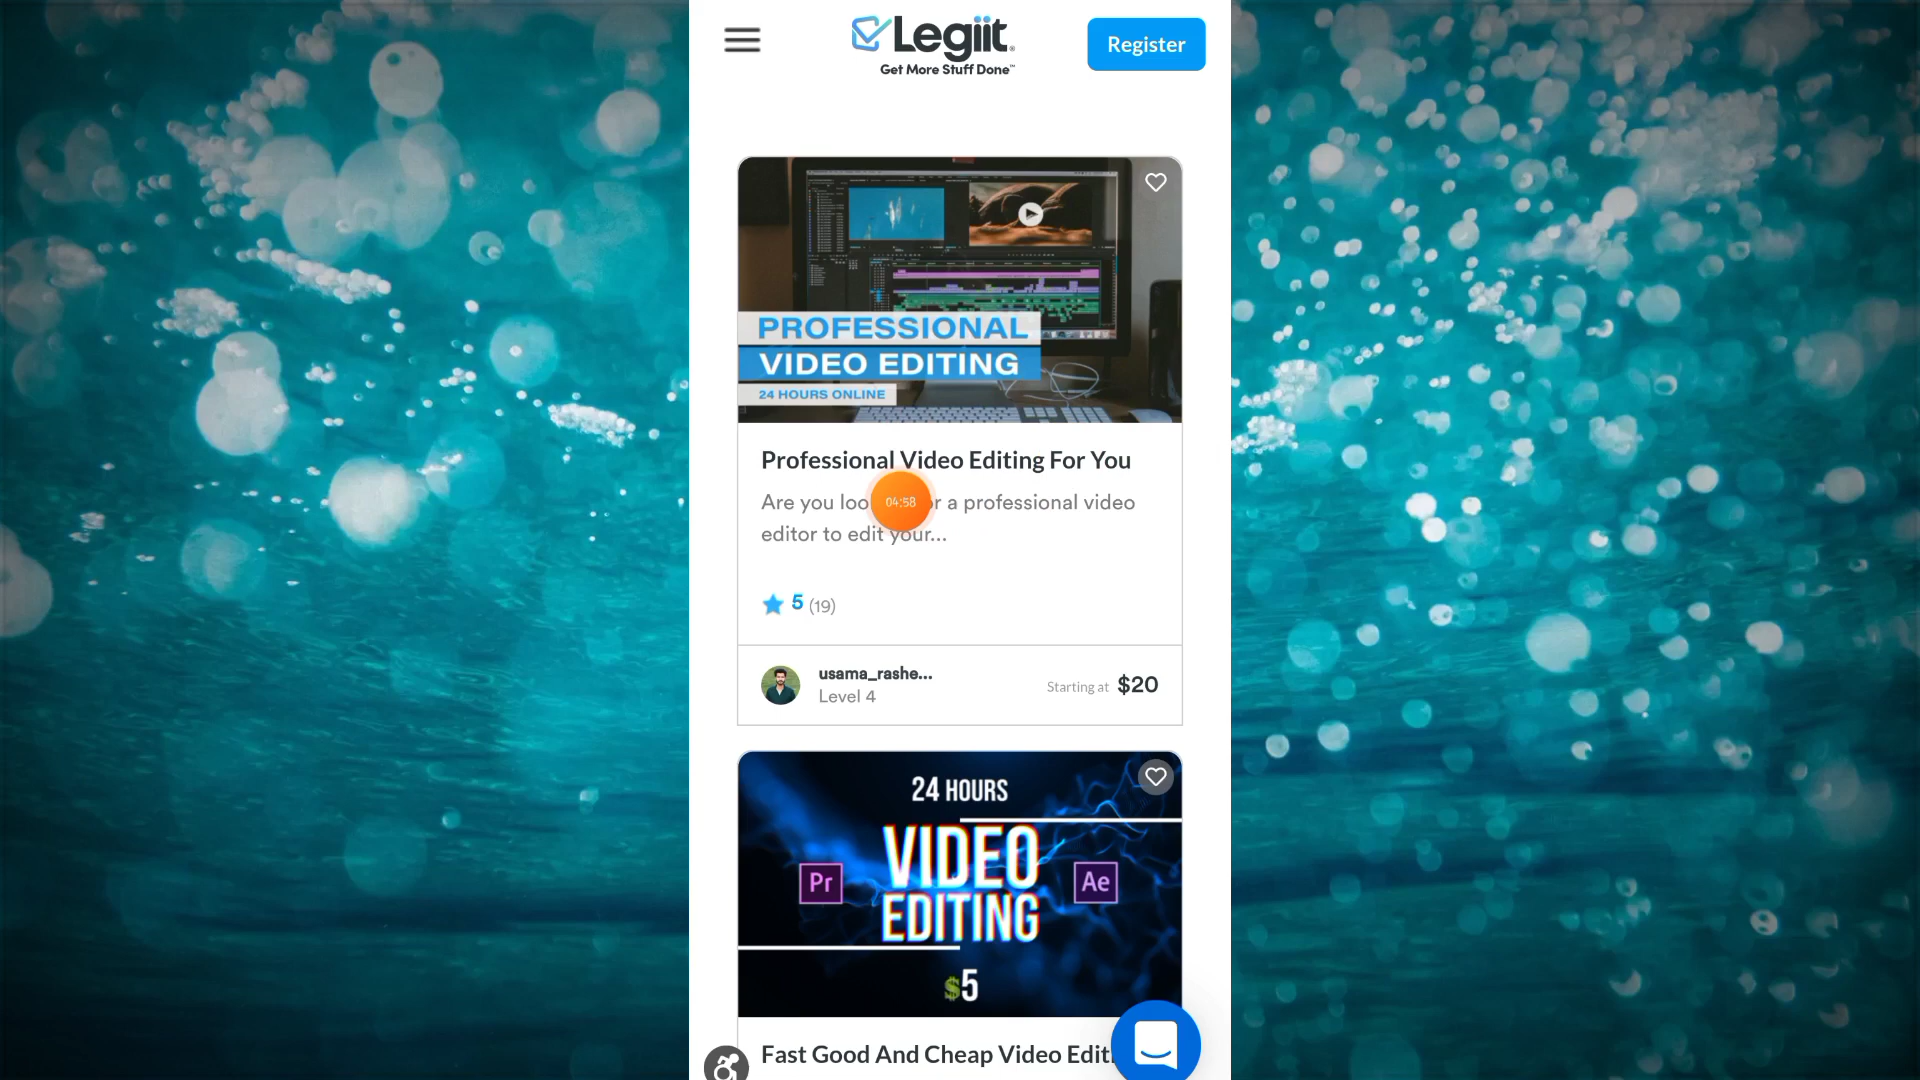 Legiit
Register
Get More Stuff Done™
PROFESSIONAL
VIDEO EDITING
24 HOURS ONLINE
Professional Video Editing For You
Are you loo 04:58 r a professional video
editor to edit your...
5 (19)
usama_rashe...
Level 4
Starting at $20
24 HOURS
VIDEO
Pr
Ae
EDITING
$5
Fast Good And Cheap Video Edit